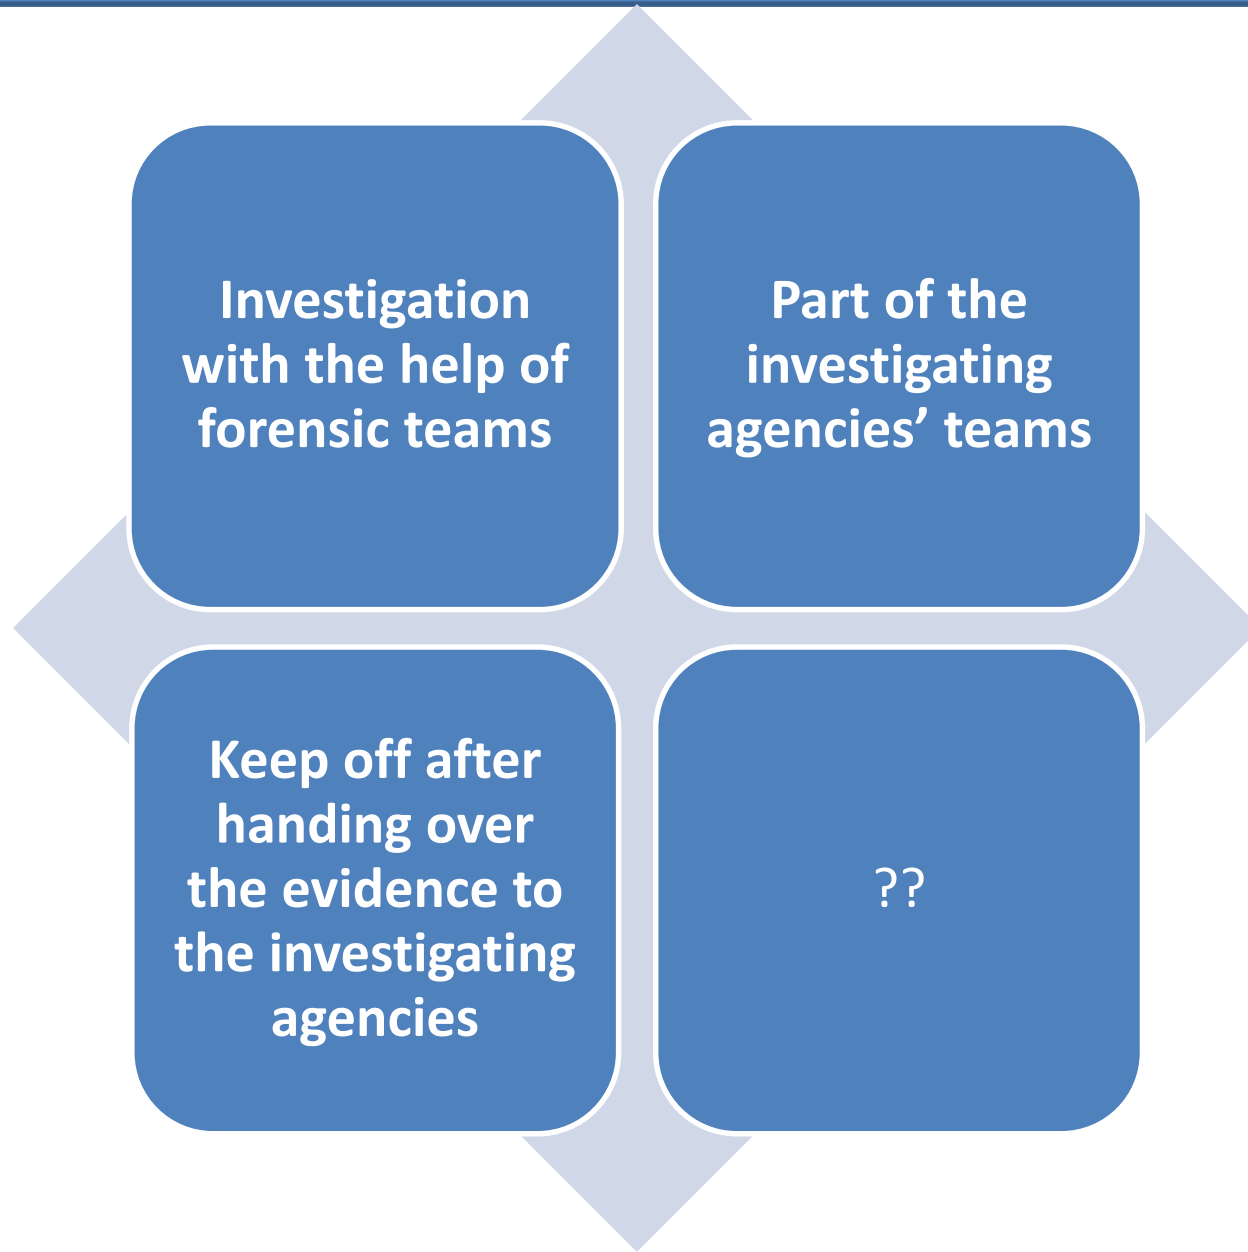 Investigation
with the help of
forensic teams
Part of the
investigating
agencies’ teams
Keep off after
handing over
the evidence to
the investigating
agencies
??